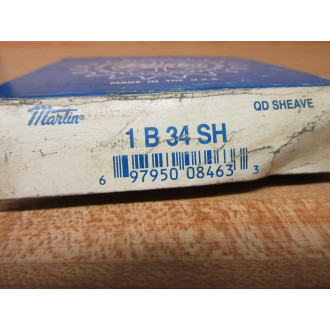 MADE IN THE U.S.A.
Martin®
QD SHEAVE
1 B 34 SH
6 97950 08463 3